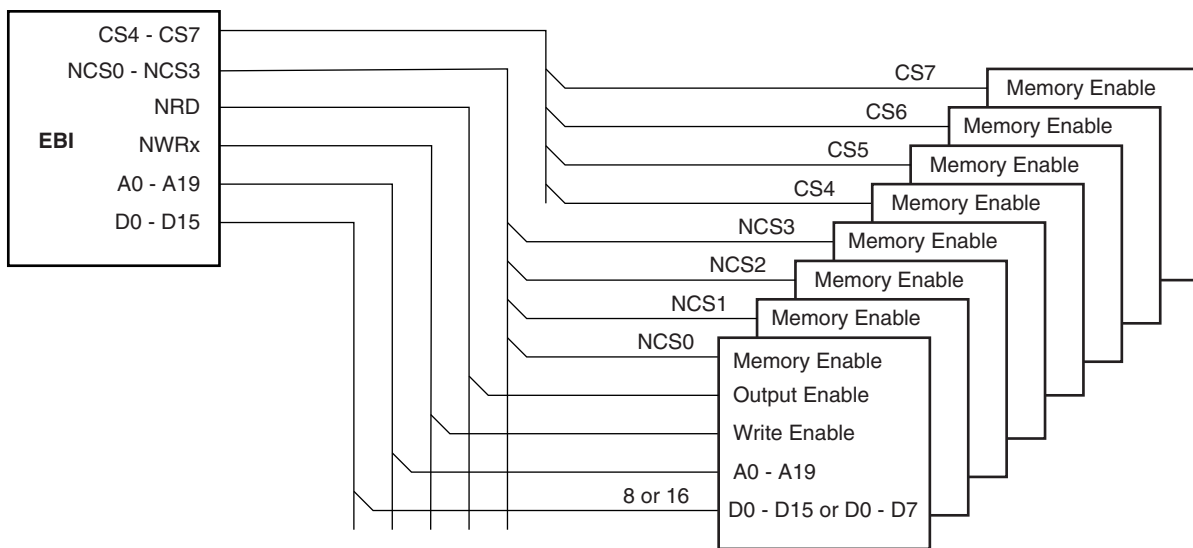 CS4 - CS7
NCS0 - NCS3
NRD
EBI
NWRx
A0 - A19
D0 - D15
CS7
Memory Enable
CS6
Memory Enable
CS5
Memory Enable
CS4
Memory Enable
NCS3
Memory Enable
NCS2
Memory Enable
NCS1
Memory Enable
NCS0
Memory Enable
Output Enable
Write Enable
A0 - A19
8 or 16
D0 - D15 or D0 - D7